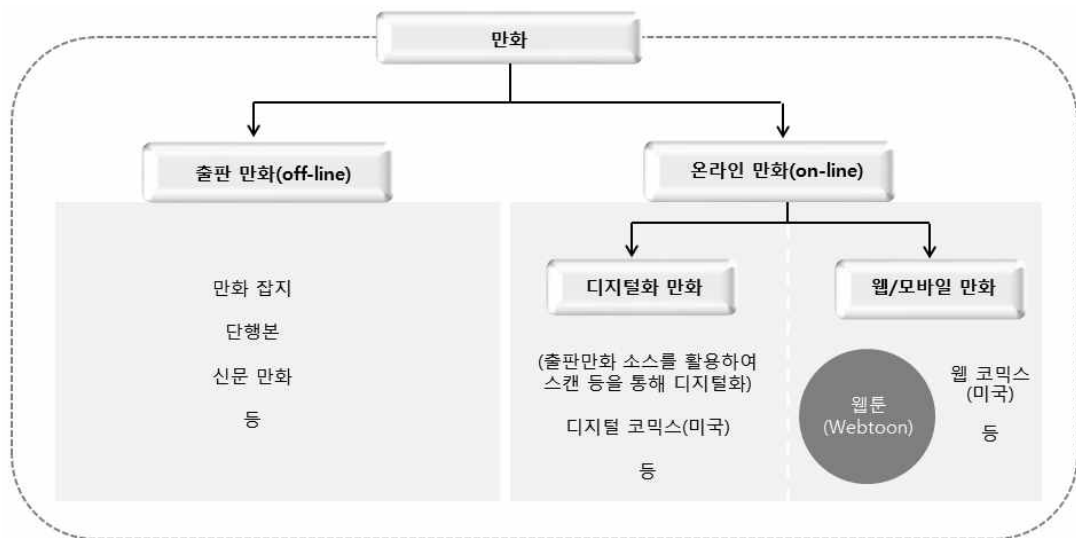 만화
출판 만화(off-line)
온라인 만화(on-line)
만화 잡지
단행본
신문 만화
등
디지털화 만화
(출판만화 소스를 활용하여
스캔 등을 통해 디지털화)
디지털 코믹스(미국)
등
웹/모바일 만화
웹툰
(Webtoon)
웹 코믹스
(미국)
등